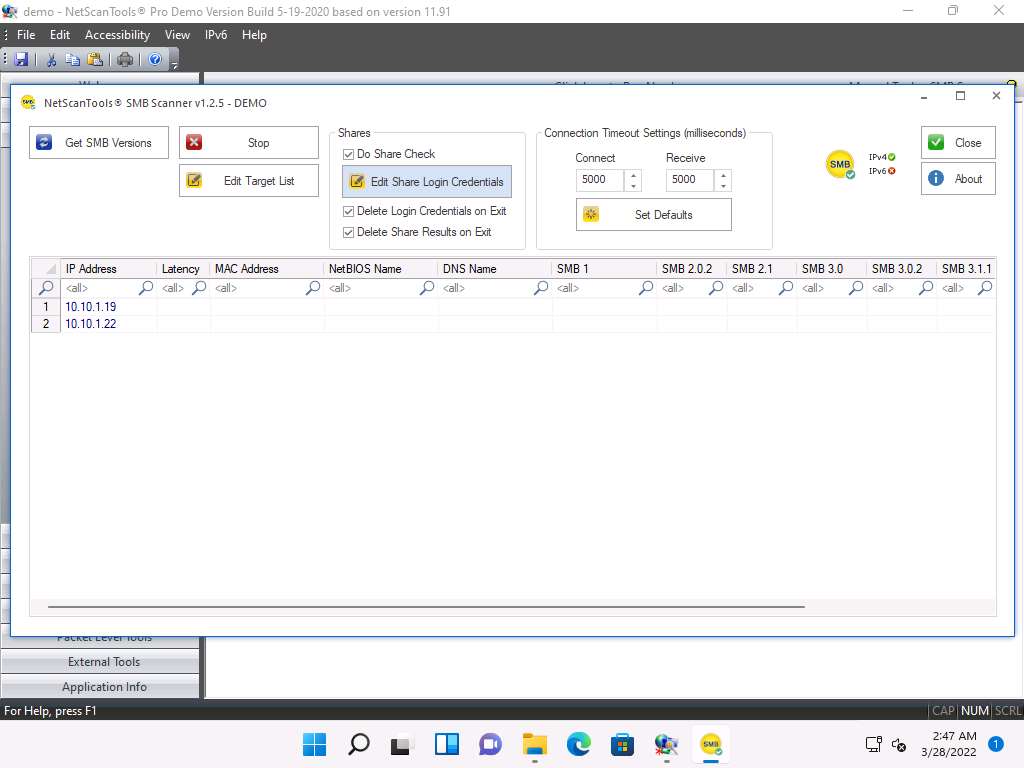 demo - NetScanTools® Pro Demo Version Build 5-19-2020 based on version 11.91
File Edit Accessibility View IPv6 Help
NetScanTools® SMB Scanner v1.2.5 - DEMO
Get SMB Versions
Stop
Edit Target List
Shares
Do Share Check
Edit Share Login Credentials
Delete Login Credentials on Exit
Delete Share Results on Exit
Connection Timeout Settings (milliseconds)
Connect Receive
5000 5000
Set Defaults
SMB
IPv4
IPv6
Close
About
IP Address Latency MAC Address NetBIOS Name DNS Name SMB 1 SMB 2.0.2 SMB 2.1 SMB 3.0 SMB 3.0.2 SMB 3.1.1
<all> <all> <all> <all> <all> <all> <all> <all> <all> <all> <all>
1 10.10.1.19
2 10.10.1.22
Packet Level Tools
External Tools
Application Info
For Help, press F1
CAP NUM SCRL
SMB
2:47 AM
3/28/2022
1